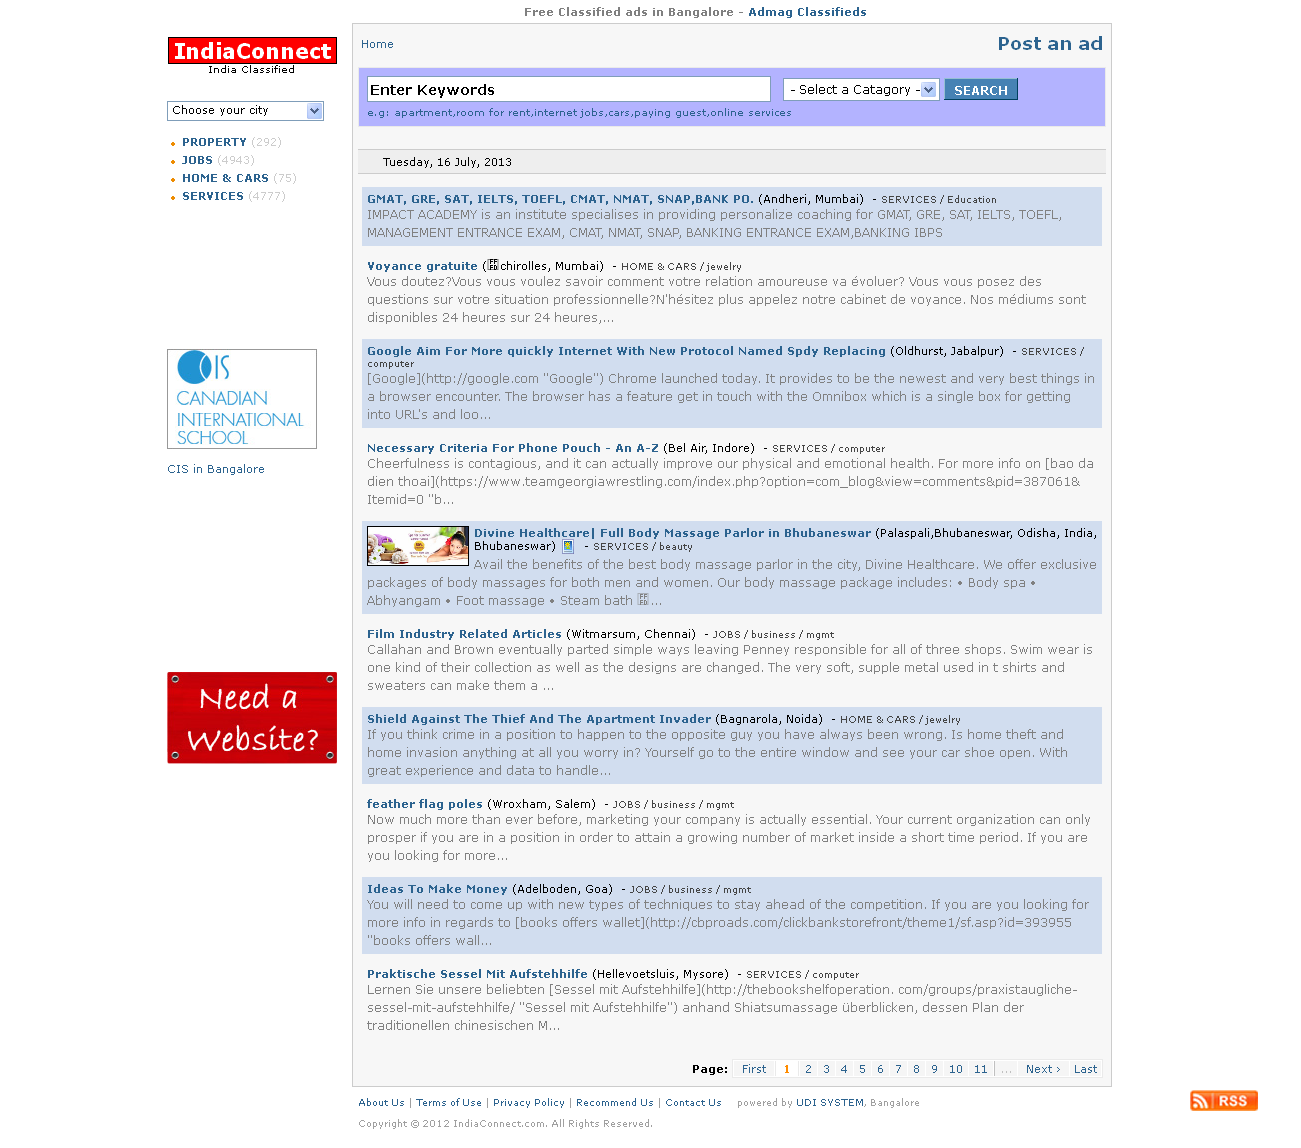 Free Classified ads in Bangalore - Admag Classifieds
IndiaConnect
India Classified
Choose your city
PROPERTY (292)
JOBS (4943)
HOME & CARS (75)
SERVICES (4777)
CIS
CANADIAN
INTERNATIONAL
SCHOOL
CIS in Bangalore
Need a
Website?
Home
Post an ad
Enter Keywords
- Select a Catagory -
SEARCH
e.g: apartment,room for rent,internet jobs,cars,paying guest,online services
Tuesday, 16 July, 2013
GMAT, GRE, SAT, IELTS, TOEFL, CMAT, NMAT, SNAP,BANK PO. (Andheri, Mumbai) - SERVICES / Education
IMPACT ACADEMY is an institute specialises in providing personalize coaching for GMAT, GRE, SAT, IELTS, TOEFL,
MANAGEMENT ENTRANCE EXAM, CMAT, NMAT, SNAP, BANKING ENTRANCE EXAM,BANKING IBPS
Voyance gratuite (chirolles, Mumbai) - HOME & CARS / jewelry
Vous doutez?Vous vous voulez savoir comment votre relation amoureuse va évoluer? Vous vous posez des
questions sur votre situation professionnelle?N'hésitez plus appelez notre cabinet de voyance. Nos médiums sont
disponibles 24 heures sur 24 heures,...
Google Aim For More quickly Internet With New Protocol Named Spdy Replacing (Oldhurst, Jabalpur) - SERVICES /
computer
[Google](http://google.com "Google") Chrome launched today. It provides to be the newest and very best things in
a browser encounter. The browser has a feature get in touch with the Omnibox which is a single box for getting
into URL's and loo...
Necessary Criteria For Phone Pouch - An A-Z (Bel Air, Indore) - SERVICES / computer
Cheerfulness is contagious, and it can actually improve our physical and emotional health. For more info on [bao da
dien thoai](https://www.teamgeorgiawrestling.com/index.php?option=com_blog&view=comments&pid=387061&
Itemid=0 "b...
Divine Healthcare| Full Body Massage Parlor in Bhubaneswar (Palaspali,Bhubaneswar, Odisha, India,
Bhubaneswar) - SERVICES / beauty
Avail the benefits of the best body massage parlor in the city, Divine Healthcare. We offer exclusive
packages of body massages for both men and women. Our body massage package includes: • Body spa •
Abhyangam • Foot massage • Steam bath ...
Film Industry Related Articles (Witmarsum, Chennai) - JOBS / business / mgmt
Callahan and Brown eventually parted simple ways leaving Penney responsible for all of three shops. Swim wear is
one kind of their collection as well as the designs are changed. The very soft, supple metal used in t shirts and
sweaters can make them a ...
Shield Against The Thief And The Apartment Invader (Bagnarola, Noida) - HOME & CARS / jewelry
If you think crime in a position to happen to the opposite guy you have always been wrong. Is home theft and
home invasion anything at all you worry in? Yourself go to the entire window and see your car shoe open. With
great experience and data to handle...
feather flag poles (Wroxham, Salem) - JOBS / business / mgmt
Now much more than ever before, marketing your company is actually essential. Your current organization can only
prosper if you are in a position in order to attain a growing number of market inside a short time period. If you are
you looking for more...
Ideas To Make Money (Adelboden, Goa) - JOBS / business / mgmt
You will need to come up with new types of techniques to stay ahead of the competition. If you are you looking for
more info in regards to [books offers wallet](http://cbproads.com/clickbankstorefront/theme1/sf.asp?id=393955
"books offers wall...
Praktische Sessel Mit Aufstehhilfe (Hellevoetsluis, Mysore) - SERVICES / computer
Lernen Sie unsere beliebten [Sessel mit Aufstehhilfe](http://thebookshelfoperation. com/groups/praxistaugliche-
sessel-mit-aufstehhilfe/ "Sessel mit Aufstehhilfe") anhand Shiatsumassage überblicken, dessen Plan der
traditionellen chinesischen M...
Page: First 1 2 3 4 5 6 7 8 9 10 11 ... Next › Last
About Us | Terms of Use | Privacy Policy | Recommend Us | Contact Us powered by UDI SYSTEM, Bangalore
RSS
Copyright © 2012 IndiaConnect.com. All Rights Reserved.